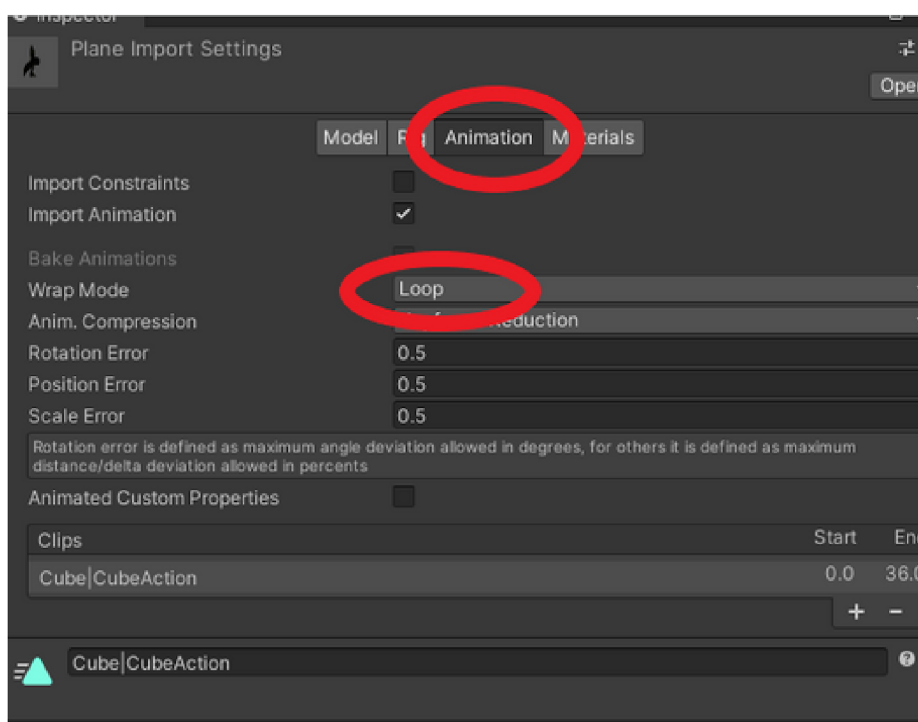 Inspector
Plane Import Settings
Model Animation Materials
Import Constraints
Import Animation
Bake Animations
Wrap Mode Loop
Anim. Compression
Rotation Error 0.5
Position Error 0.5
Scale Error 0.5
Rotation error is defined as maximum angle deviation allowed in degrees, for others it is defined as maximum
distance/delta deviation allowed in percents
Animated Custom Properties
Clips Start
Cube|CubeAction 0.0 36.0
+ -
Cube|CubeAction